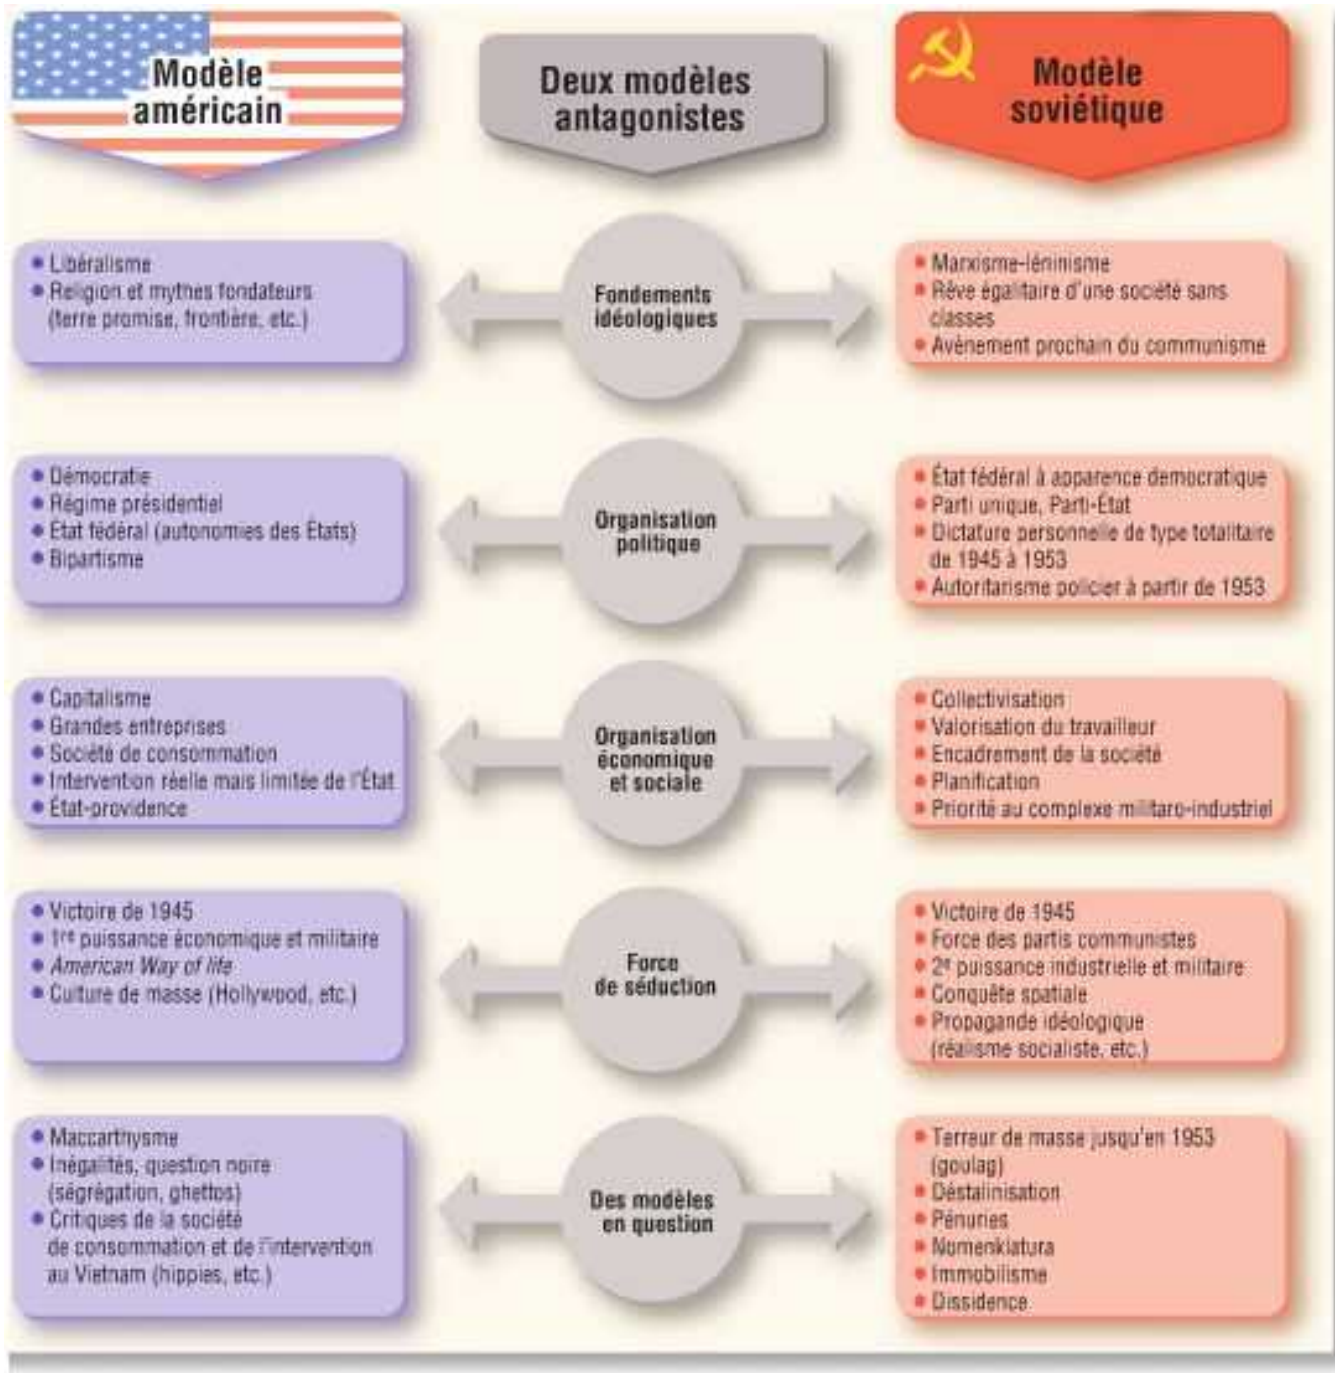 Modèle
américain
Deux modèles
antagonistes
Modèle
soviétique
• Libéralisme
• Religion et mythes fondateurs
(terre promise, frontière, etc.)
Fondements
idéologiques
• Marxisme-léninisme
• Rêve égalitaire d'une société sans
classes
• Avènement prochain du communisme
• Démocratie
• Régime présidentiel
• État fédéral (autonomies des États)
• Bipartisme
Organisation
politique
• État fédéral à apparence democratique
• Parti unique, Parti-État
• Dictature personnelle de type totalitaire
de 1945 à 1953
• Autoritarisme policier à partir de 1953
• Capitalisme
• Grandes entreprises
• Société de consommation
• Intervention réelle mais limitée de l'État
• État-providence
Organisation
économique
et sociale
• Collectivisation
• Valorisation du travailleur
• Encadrement de la société
• Planification
• Priorité au complexe militaro-industriel
• Victoire de 1945
• 1re puissance économique et militaire
• American Way of life
• Culture de masse (Hollywood, etc.)
Force
de séduction
• Victoire de 1945
• Force des partis communistes
• 2e puissance industrielle et militaire
• Conquête spatiale
• Propagande idéologique
(réalisme socialiste, etc.)
• Maccarthysme
• Inégalités, question noire
(ségrégation, ghettos)
• Critiques de la société
de consommation et de l'intervention
au Vietnam (hippies, etc.)
Des modèles
en question
• Terreur de masse jusqu'en 1953
(goulag)
• Déstalinisation
• Pénuries
• Nomenklatura
• Immobilisme
• Dissidence